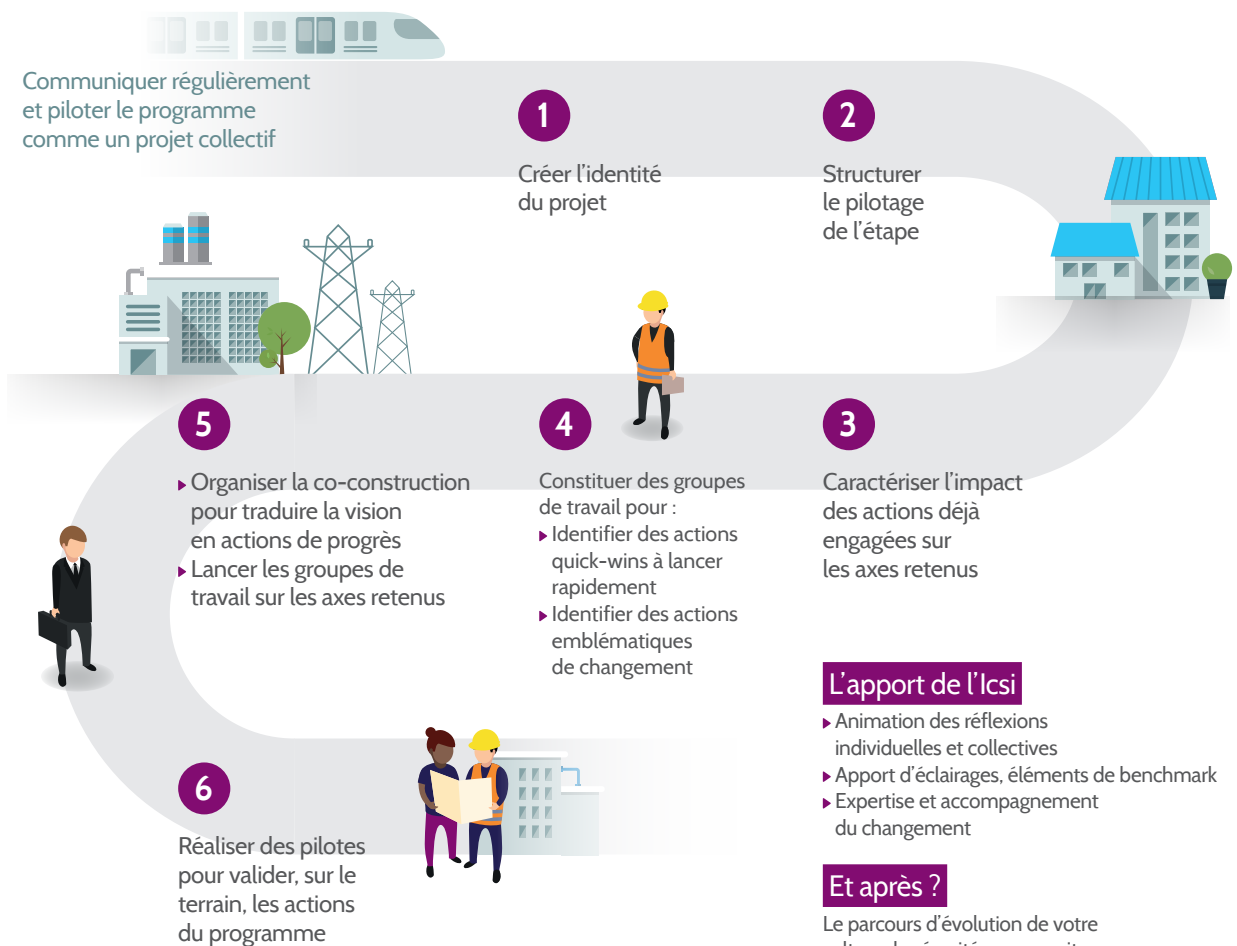 Communiquer régulièrement
et piloter le programme
comme un projet collectif
1
Créer l'identité
du projet
2
Structurer
le pilotage
de l'étape
3
Caractériser l'impact
des actions déjà
engagées sur
les axes retenus
4
Constituer des groupes
de travail pour :
▸ Identifier des actions
quick-wins à lancer
rapidement
▸ Identifier des actions
emblématiques
de changement
5
▸ Organiser la co-construction
pour traduire la vision
en actions de progrès
▸ Lancer les groupes de
travail sur les axes retenus
6
Réaliser des pilotes
pour valider, sur le
terrain, les actions
du programme
L'apport de l'Icsi
▸ Animation des réflexions
individuelles et collectives
▸ Apport d'éclairages, éléments de benchmark
▸ Expertise et accompagnement
du changement
Et après ?
Le parcours d'évolution de votre